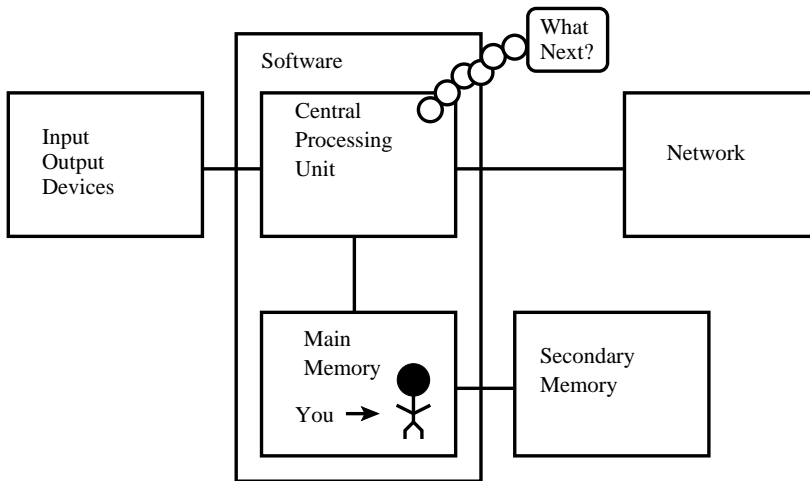 What
Next?
Software
Input
Output
Devices
Central
Processing
Unit
Network
Main
Memory
You
Secondary
Memory